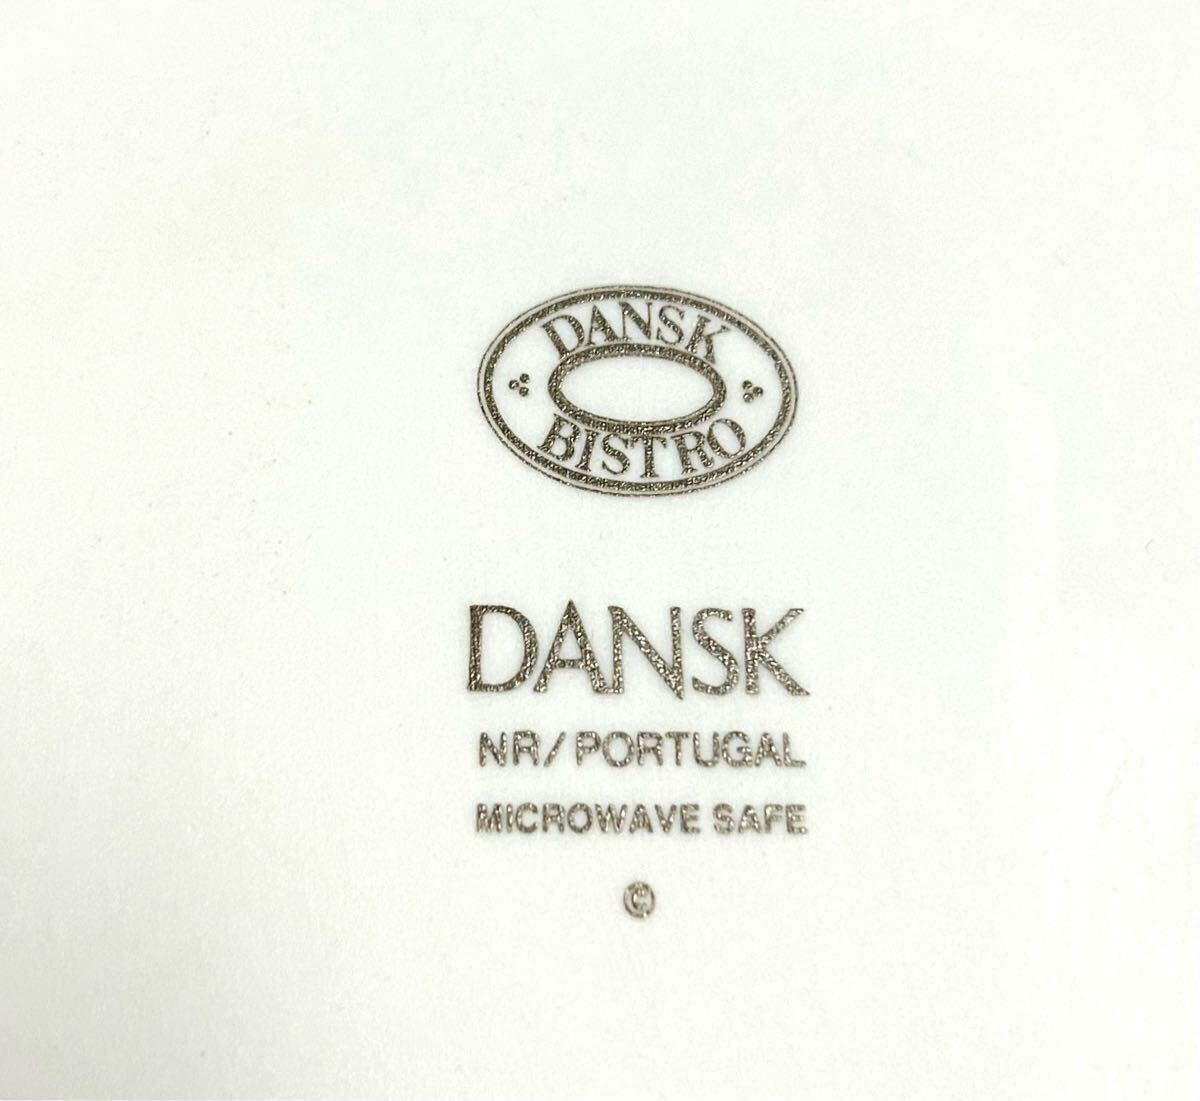 DANSK
BISTRO
DANSK
NR/PORTUGAL
MICROWAVE SAFE
©